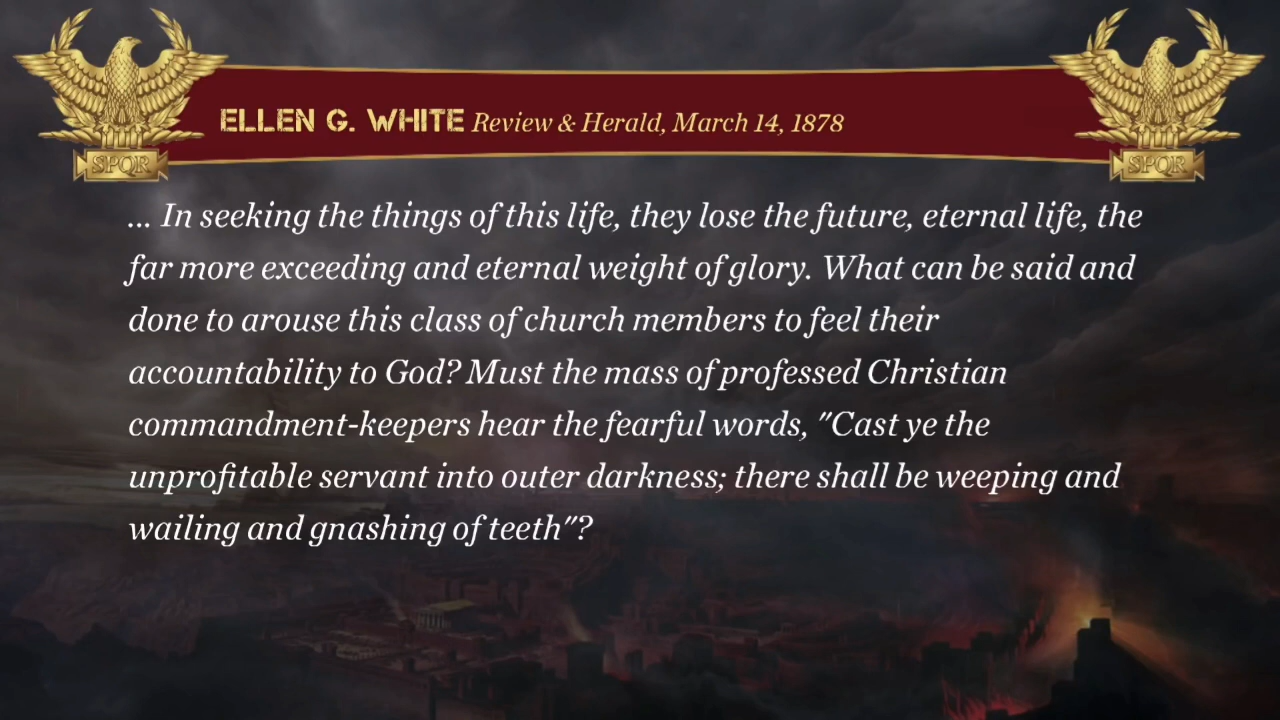 ELLEN G. WHITE Review & Herald, March 14, 1878
SPQR SPQR
... In seeking the things of this life, they lose the future, eternal life, the
far more exceeding and eternal weight of glory. What can be said and
done to arouse this class of church members to feel their
accountability to God? Must the mass of professed Christian
commandment-keepers hear the fearful words, "Cast ye the
unprofitable servant into outer darkness; there shall be weeping and
wailing and gnashing of teeth"?